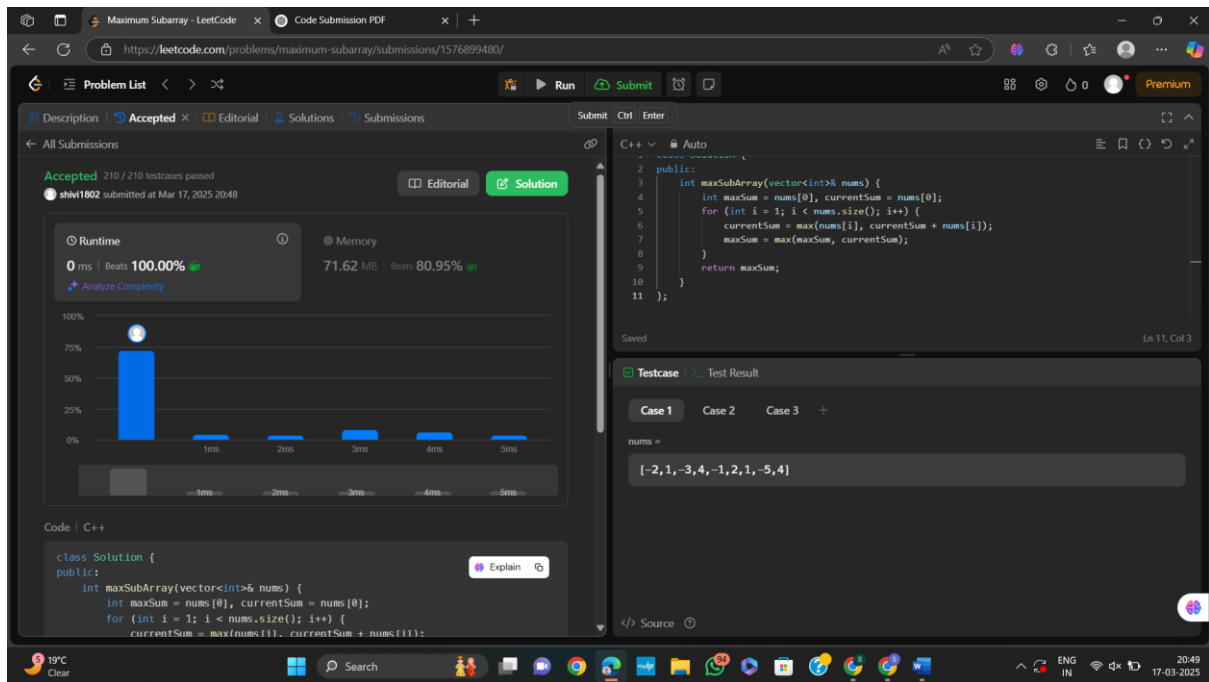 Maximum Subarray - LeetCode
Code Submission PDF
https://leetcode.com/problems/maximum-subarray/submissions/1576899480/
Problem List
Run
Submit
0
Premium
Description
Accepted
Editorial
Solutions
Submissions
Submit Ctrl Enter
All Submissions
Accepted 210 / 210 testcases passed
shivi1802 submitted at Mar 17, 2025 20:48
Editorial
Solution
Runtime
0 ms | Beats 100.00%
Analyze Complexity
Memory
71.62 MB | Beats 80.95%
100%
75%
50%
25%
0%
1ms 2ms 3ms 4ms 5ms
1ms 2ms 3ms 4ms 5ms
Code | C++
Explain
class Solution {
public:
int maxSubArray(vector<int>& nums) {
int maxSum = nums[0], currentSum = nums[0];
for (int i = 1; i < nums.size(); i++) {
currentSum = max(nums[i], currentSum + nums[i]);
C++ Auto
1 class Solution {
2 public:
3 int maxSubArray(vector<int>& nums) {
4 int maxSum = nums[0], currentSum = nums[0];
5 for (int i = 1; i < nums.size(); i++) {
6 currentSum = max(nums[i], currentSum + nums[i]);
7 maxSum = max(maxSum, currentSum);
8 }
9 return maxSum;
10 }
11 };
Saved
Ln 11, Col 3
Testcase
Test Result
Case 1 Case 2 Case 3 +
nums =
[-2,1,-3,4,-1,2,1,-5,4]
</> Source
5
19°C
Clear
Search
94
ENG
IN
20:49
17-03-2025